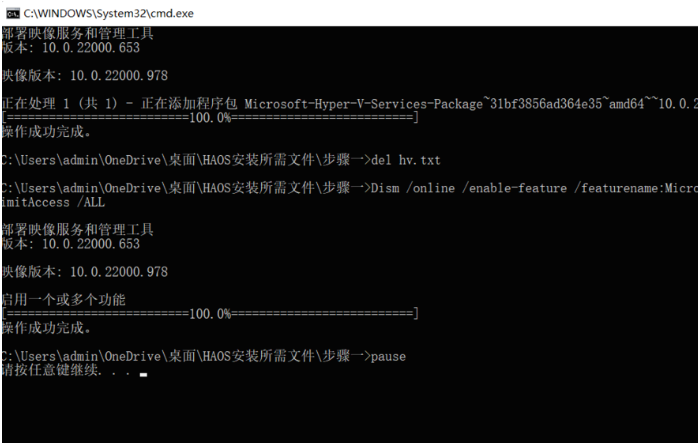 C:\WINDOWS\System32\cmd.exe
部署映像服务和管理工具
版本: 10.0.22000.653
映像版本: 10.0.22000.978
正在处理 1 (共 1) - 正在添加程序包 Microsoft-Hyper-V-Services-Package~31bf3856ad364e35~amd64~~10.0.2
[==========================100.0%==========================]
操作成功完成。
C:\Users\admin\OneDrive\桌面\HAOS安装所需文件\步骤一>del hv.txt
C:\Users\admin\OneDrive\桌面\HAOS安装所需文件\步骤一>Dism /online /enable-feature /featurename:Micro
imitAccess /ALL
部署映像服务和管理工具
版本: 10.0.22000.653
映像版本: 10.0.22000.978
启用一个或多个功能
[==========================100.0%==========================]
操作成功完成。
C:\Users\admin\OneDrive\桌面\HAOS安装所需文件\步骤一>pause
请按任意键继续. . .